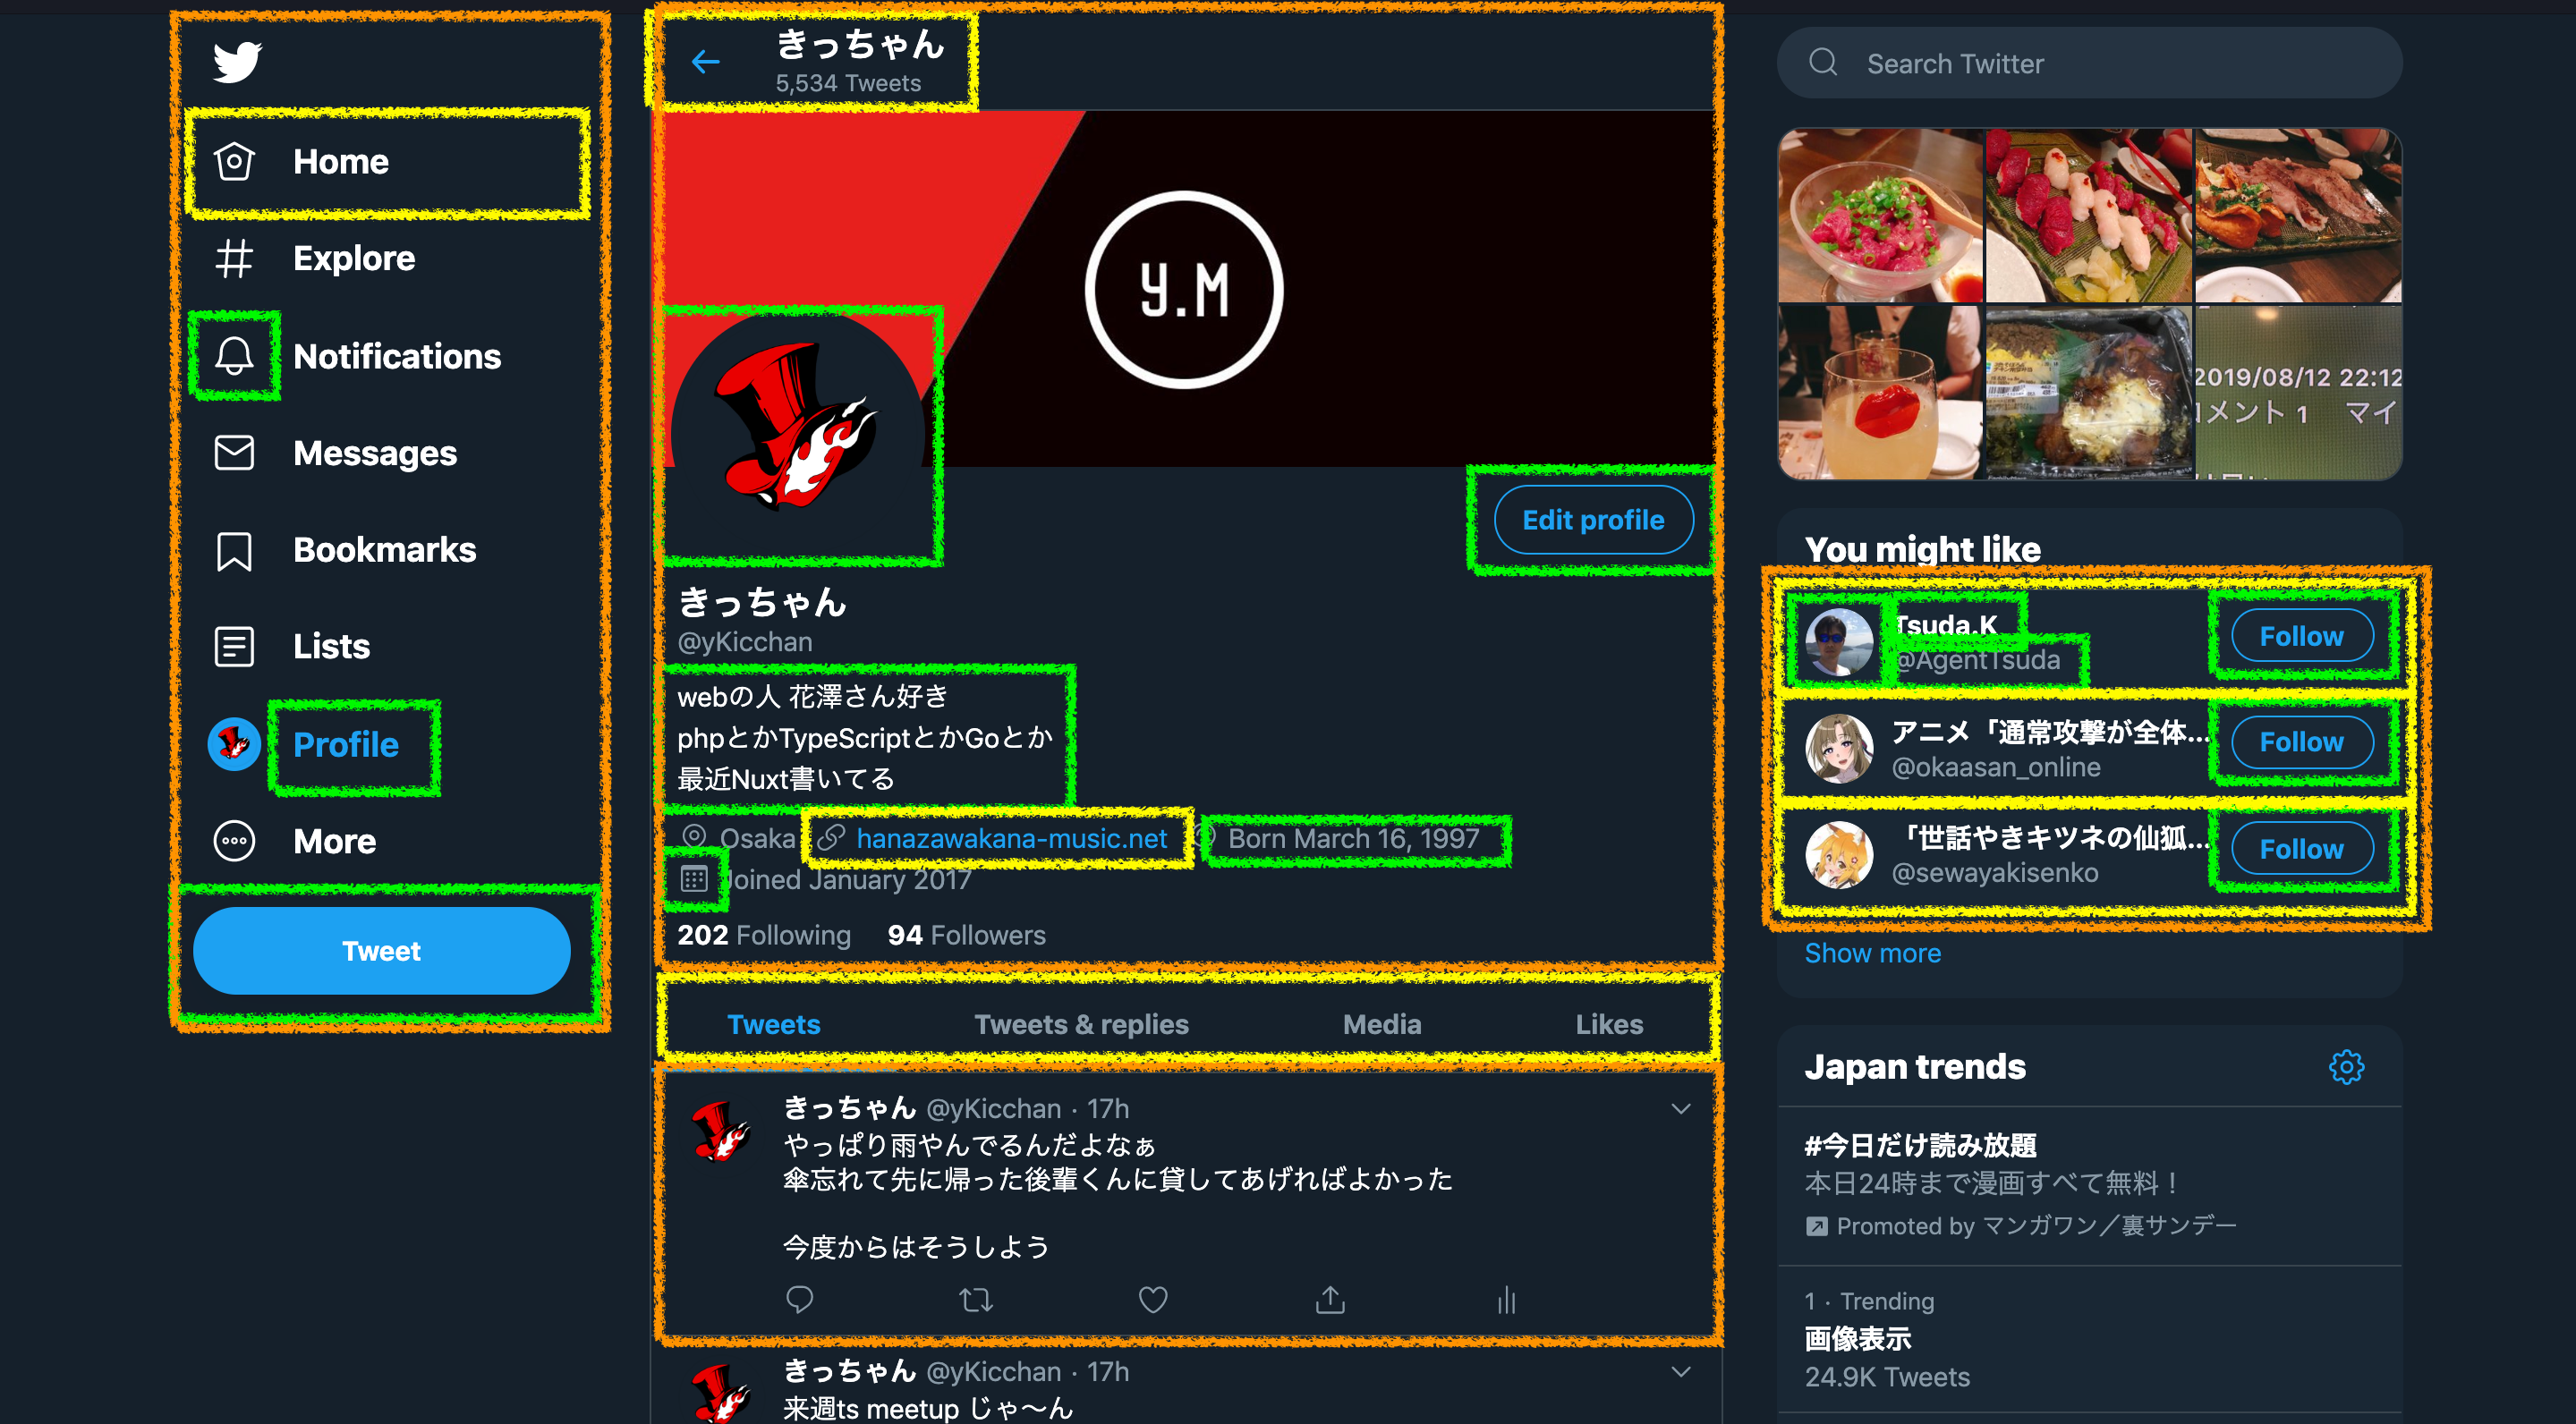 Home
Explore
Notifications
Messages
Bookmarks
Lists
Profile
More
Tweet
きっちゃん
5,534 Tweets
Y.M
Edit profile
きっちゃん
@yKicchan
webの人 花澤さん好き
phpとかTypeScriptとかGoとか
最近Nuxt書いてる
Osaka hanazawakana-music.net Born March 16, 1997
Joined January 2017
202 Following 94 Followers
Tweets Tweets & replies Media Likes
きっちゃん @yKicchan · 17h
やっぱり雨やんでるんだよなぁ
傘忘れて先に帰った後輩くんに貸してあげればよかった
今度からはそうしよう
きっちゃん @yKicchan · 17h
来週ts meetup じゃ〜ん
Search Twitter
2019/08/12 22:12
コメント 1 マイ
You might like
Tsuda.K
@AgentTsuda
Follow
アニメ「通常攻撃が全体...
@okaasan_online
Follow
「世話やきキツネの仙狐...
@sewayakisenko
Follow
Show more
Japan trends
#今日だけ読み放題
本日24時まで漫画すべて無料！
Promoted by マンガワン／裏サンデー
1 · Trending
画像表示
24.9K Tweets